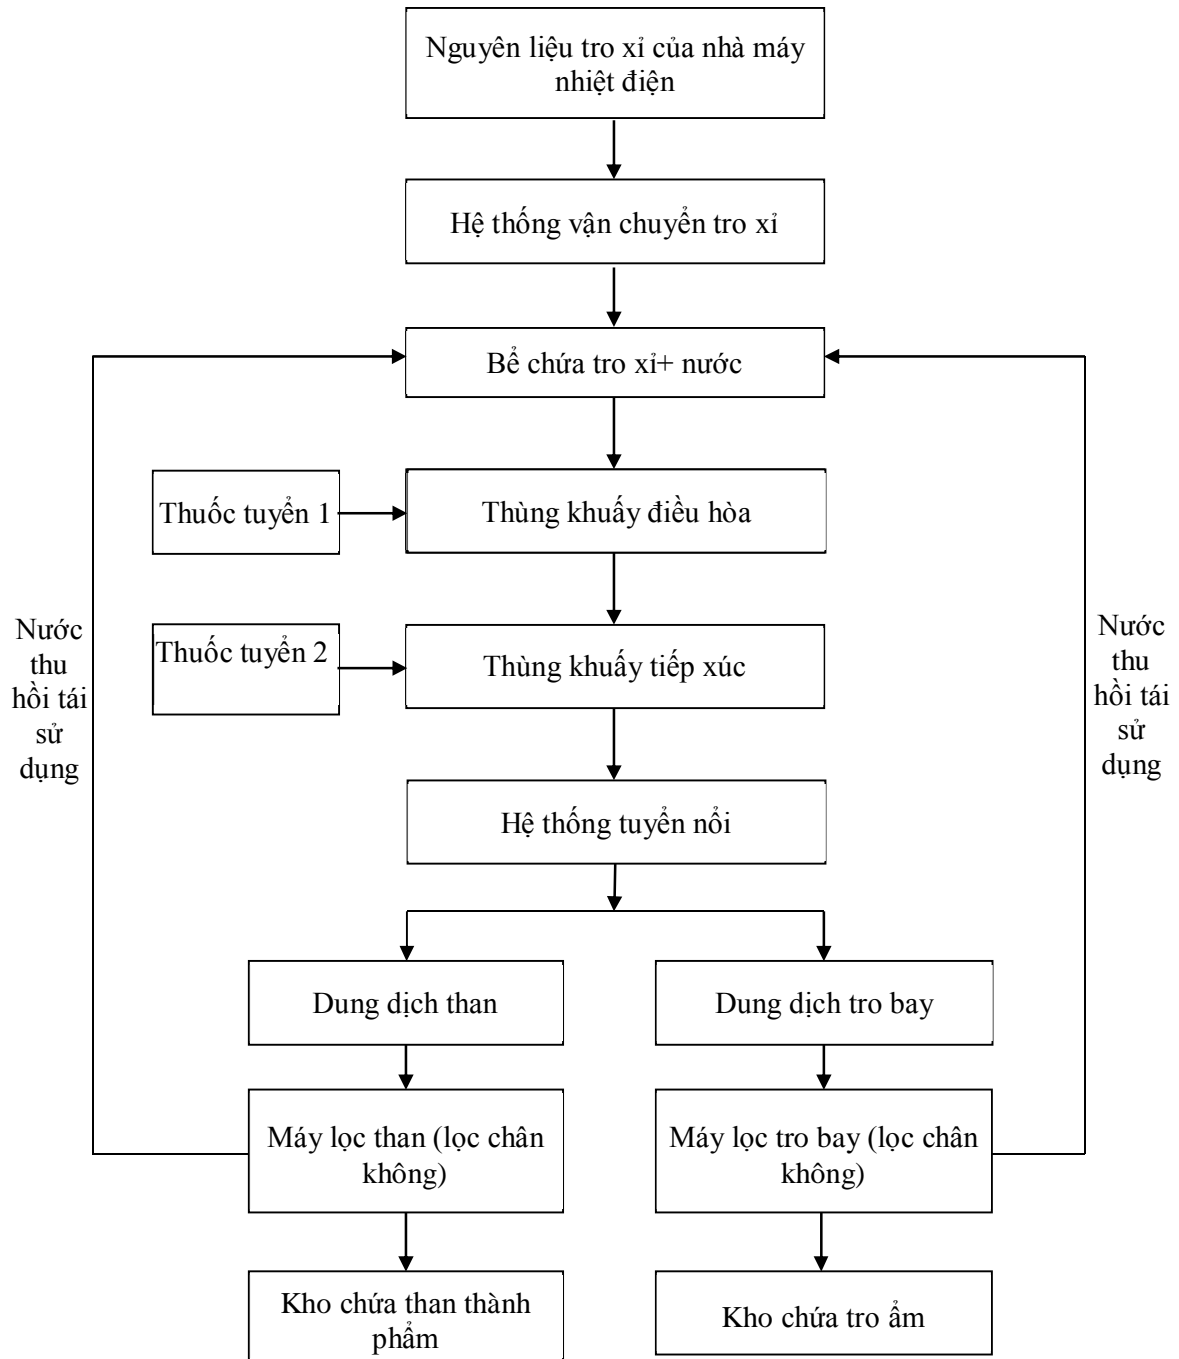 Nguyên liệu tro xỉ của nhà máy
nhiệt điện
Hệ thống vận chuyển tro xỉ
Bể chứa tro xỉ+ nước
Thuốc tuyển 1
Thùng khuấy điều hòa
Thuốc tuyển 2
Thùng khuấy tiếp xúc
Nước
thu
hồi tái
sử
dụng
Nước
thu
hồi tái
sử
dụng
Hệ thống tuyển nổi
Dung dịch than
Dung dịch tro bay
Máy lọc than (lọc chân
không)
Máy lọc tro bay (lọc chân
không)
Kho chứa than thành
phẩm
Kho chứa tro ẩm